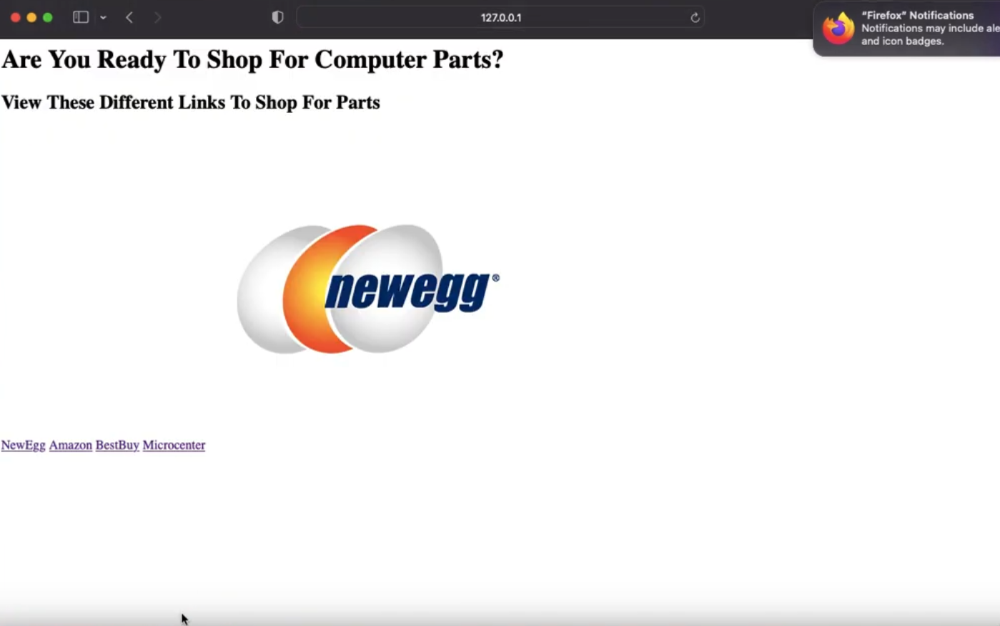 127.0.0.1
“Firefox” Notifications
Notifications may include ale
and icon badges.
Are You Ready To Shop For Computer Parts?
View These Different Links To Shop For Parts
newegg®
NewEgg Amazon BestBuy Microcenter